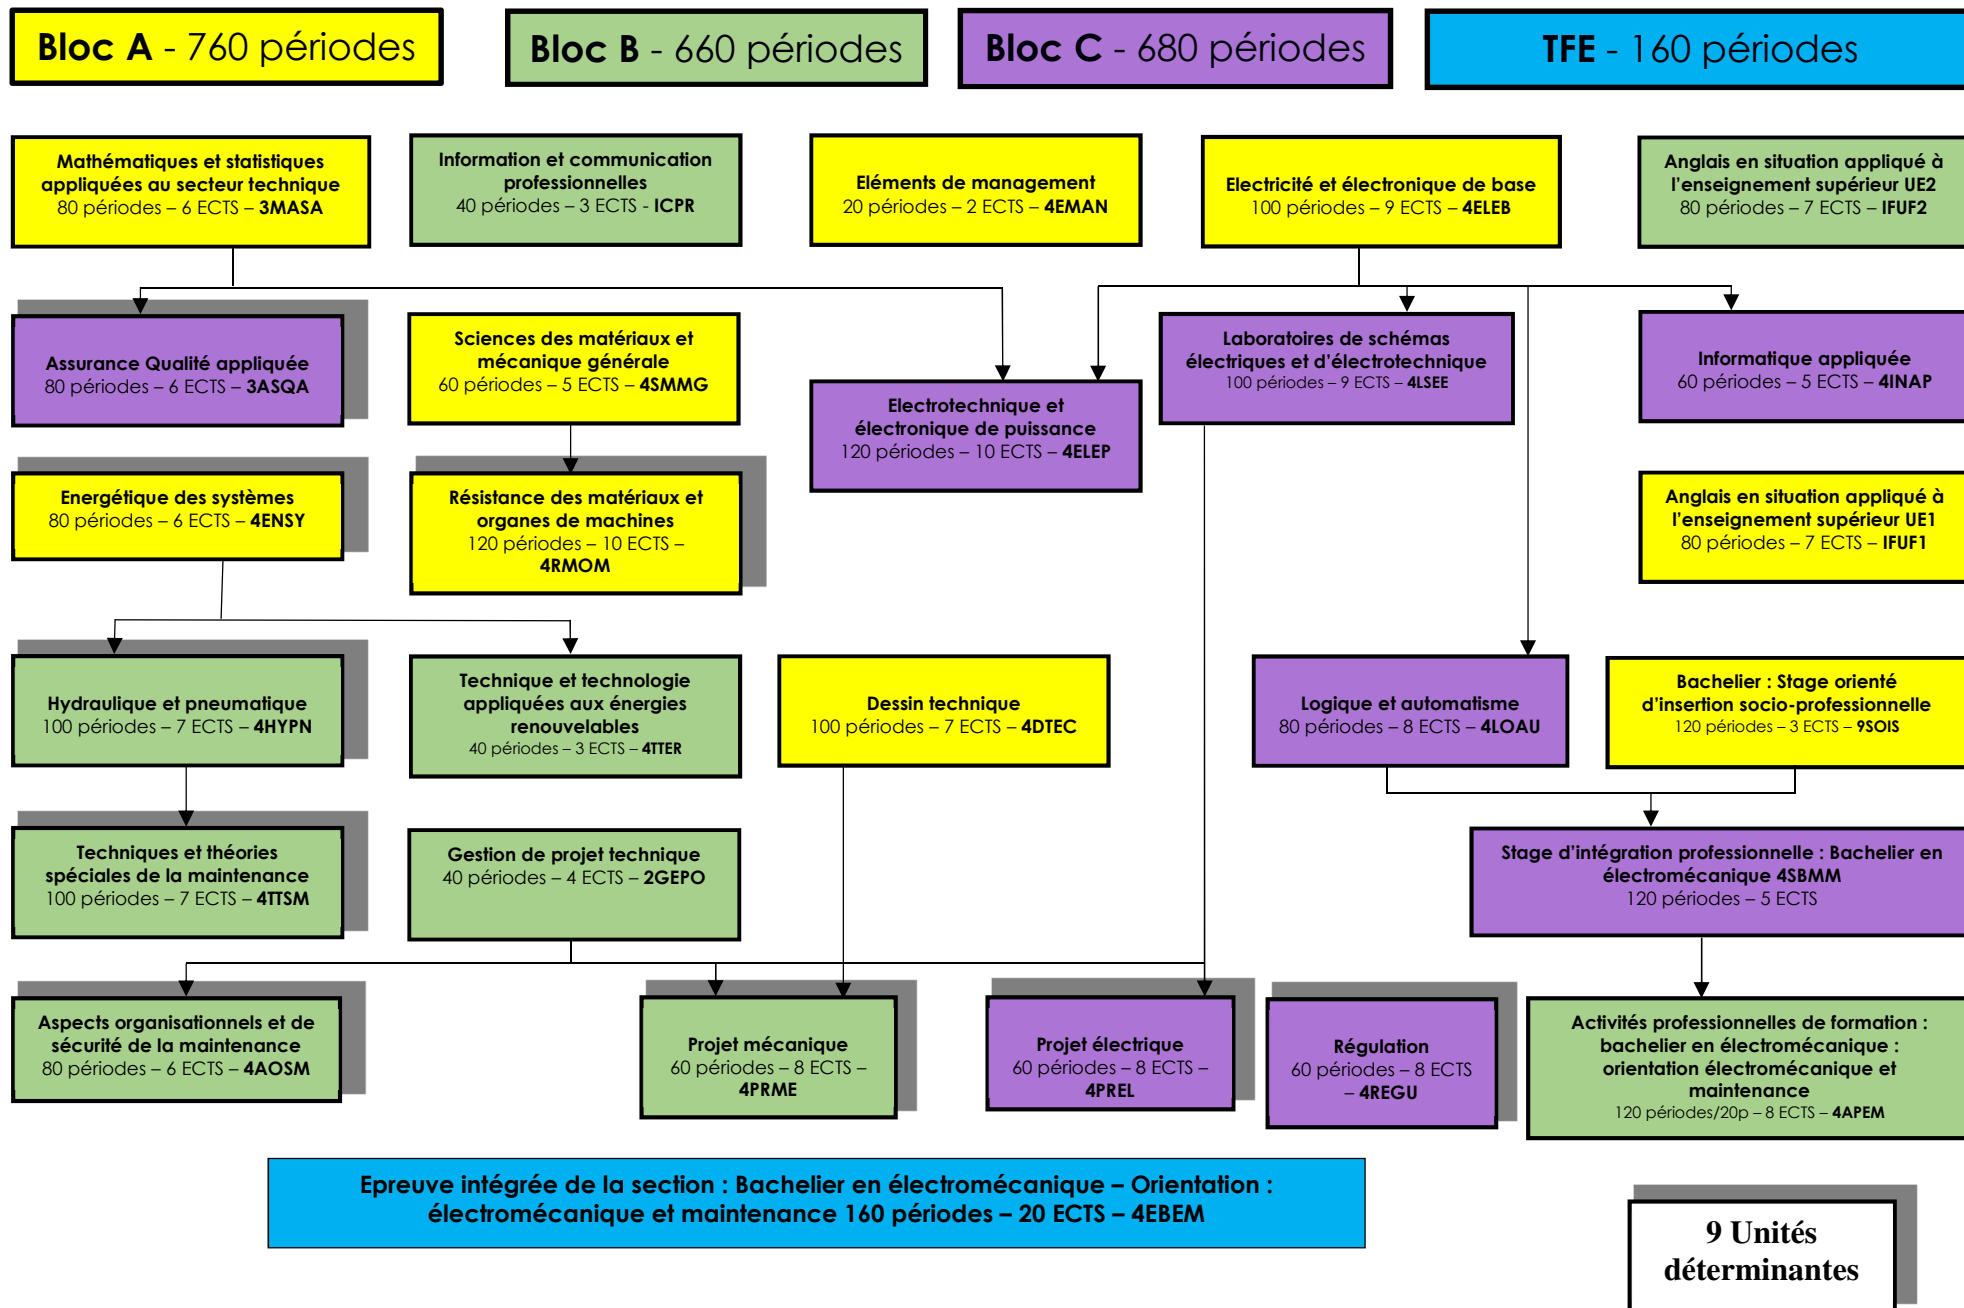 Bloc A - 760 périodes
Bloc B - 660 périodes
Bloc C - 680 périodes
TFE - 160 périodes
Mathématiques et statistiques
appliquées au secteur technique
80 périodes – 6 ECTS – 3MASA
Information et communication
professionnelles
40 périodes – 3 ECTS - ICPR
Eléments de management
20 périodes – 2 ECTS – 4EMAN
Electricité et électronique de base
100 périodes – 9 ECTS – 4ELEB
Anglais en situation appliqué à
l'enseignement supérieur UE2
80 périodes – 7 ECTS – IFUF2
Assurance Qualité appliquée
80 périodes – 6 ECTS – 3ASQA
Sciences des matériaux et
mécanique générale
60 périodes – 5 ECTS – 4SMMG
Electrotechnique et
électronique de puissance
120 périodes – 10 ECTS – 4ELEP
Laboratoires de schémas
électriques et d'électrotechnique
100 périodes – 9 ECTS – 4LSEE
Informatique appliquée
60 périodes – 5 ECTS – 4INAP
Energétique des systèmes
80 périodes – 6 ECTS – 4ENSY
Résistance des matériaux et
organes de machines
120 périodes – 10 ECTS –
4RMOM
Anglais en situation appliqué à
l'enseignement supérieur UE1
80 périodes – 7 ECTS – IFUF1
Hydraulique et pneumatique
100 périodes – 7 ECTS – 4HYPN
Technique et technologie
appliquées aux énergies
renouvelables
40 périodes – 3 ECTS – 4TTER
Dessin technique
100 périodes – 7 ECTS – 4DTEC
Logique et automatisme
80 périodes – 8 ECTS – 4LOAU
Bachelier : Stage orienté
d'insertion socio-professionnelle
120 périodes – 3 ECTS – 9SOIS
Techniques et théories
spéciales de la maintenance
100 périodes – 7 ECTS – 4TTSM
Gestion de projet technique
40 périodes – 4 ECTS – 2GEPO
Stage d'intégration professionnelle : Bachelier en
électromécanique 4SBMM
120 périodes – 5 ECTS
Aspects organisationnels et de
sécurité de la maintenance
80 périodes – 6 ECTS – 4AOSM
Projet mécanique
60 périodes – 8 ECTS –
4PRME
Projet électrique
60 périodes – 8 ECTS –
4PREL
Régulation
60 périodes – 8 ECTS
– 4REGU
Activités professionnelles de formation :
bachelier en électromécanique :
orientation électromécanique et
maintenance
120 périodes/20p – 8 ECTS – 4APEM
Epreuve intégrée de la section : Bachelier en électromécanique – Orientation :
électromécanique et maintenance 160 périodes – 20 ECTS – 4EBEM
9 Unités
déterminantes